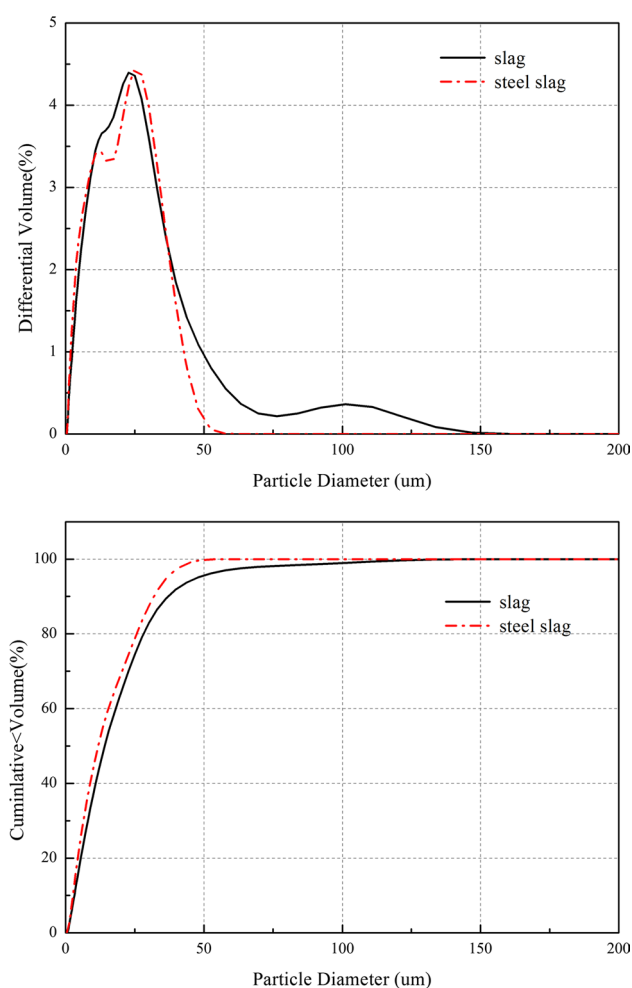 5
4
3
2
1
0
Differential Volume(%)
slag
steel slag
0 50 100 150 200
Particle Diameter (um)
100
80
60
40
20
0
Cuminlative<Volume(%)
slag
steel slag
0 50 100 150 200
Particle Diameter (um)